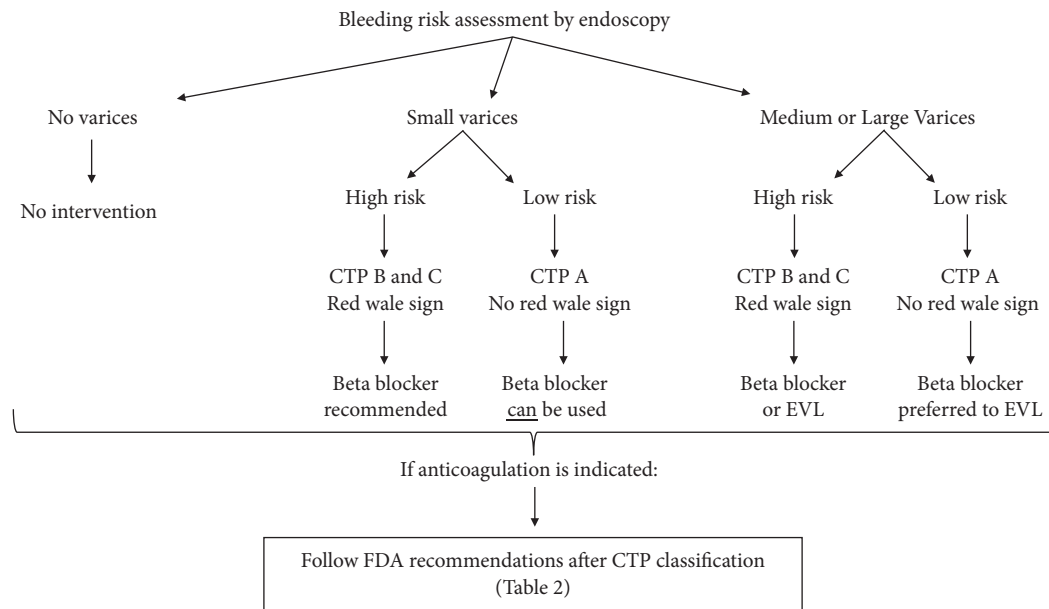 Bleeding risk assessment by endoscopy
No varices
Small varices
Medium or Large Varices
No intervention
High risk
Low risk
High risk
Low risk
CTP B and C
Red wale sign
CTP A
No red wale sign
CTP B and C
Red wale sign
CTP A
No red wale sign
Beta blocker
recommended
Beta blocker
can be used
Beta blocker
or EVL
Beta blocker
preferred to EVL
If anticoagulation is indicated:
Follow FDA recommendations after CTP classification
(Table 2)